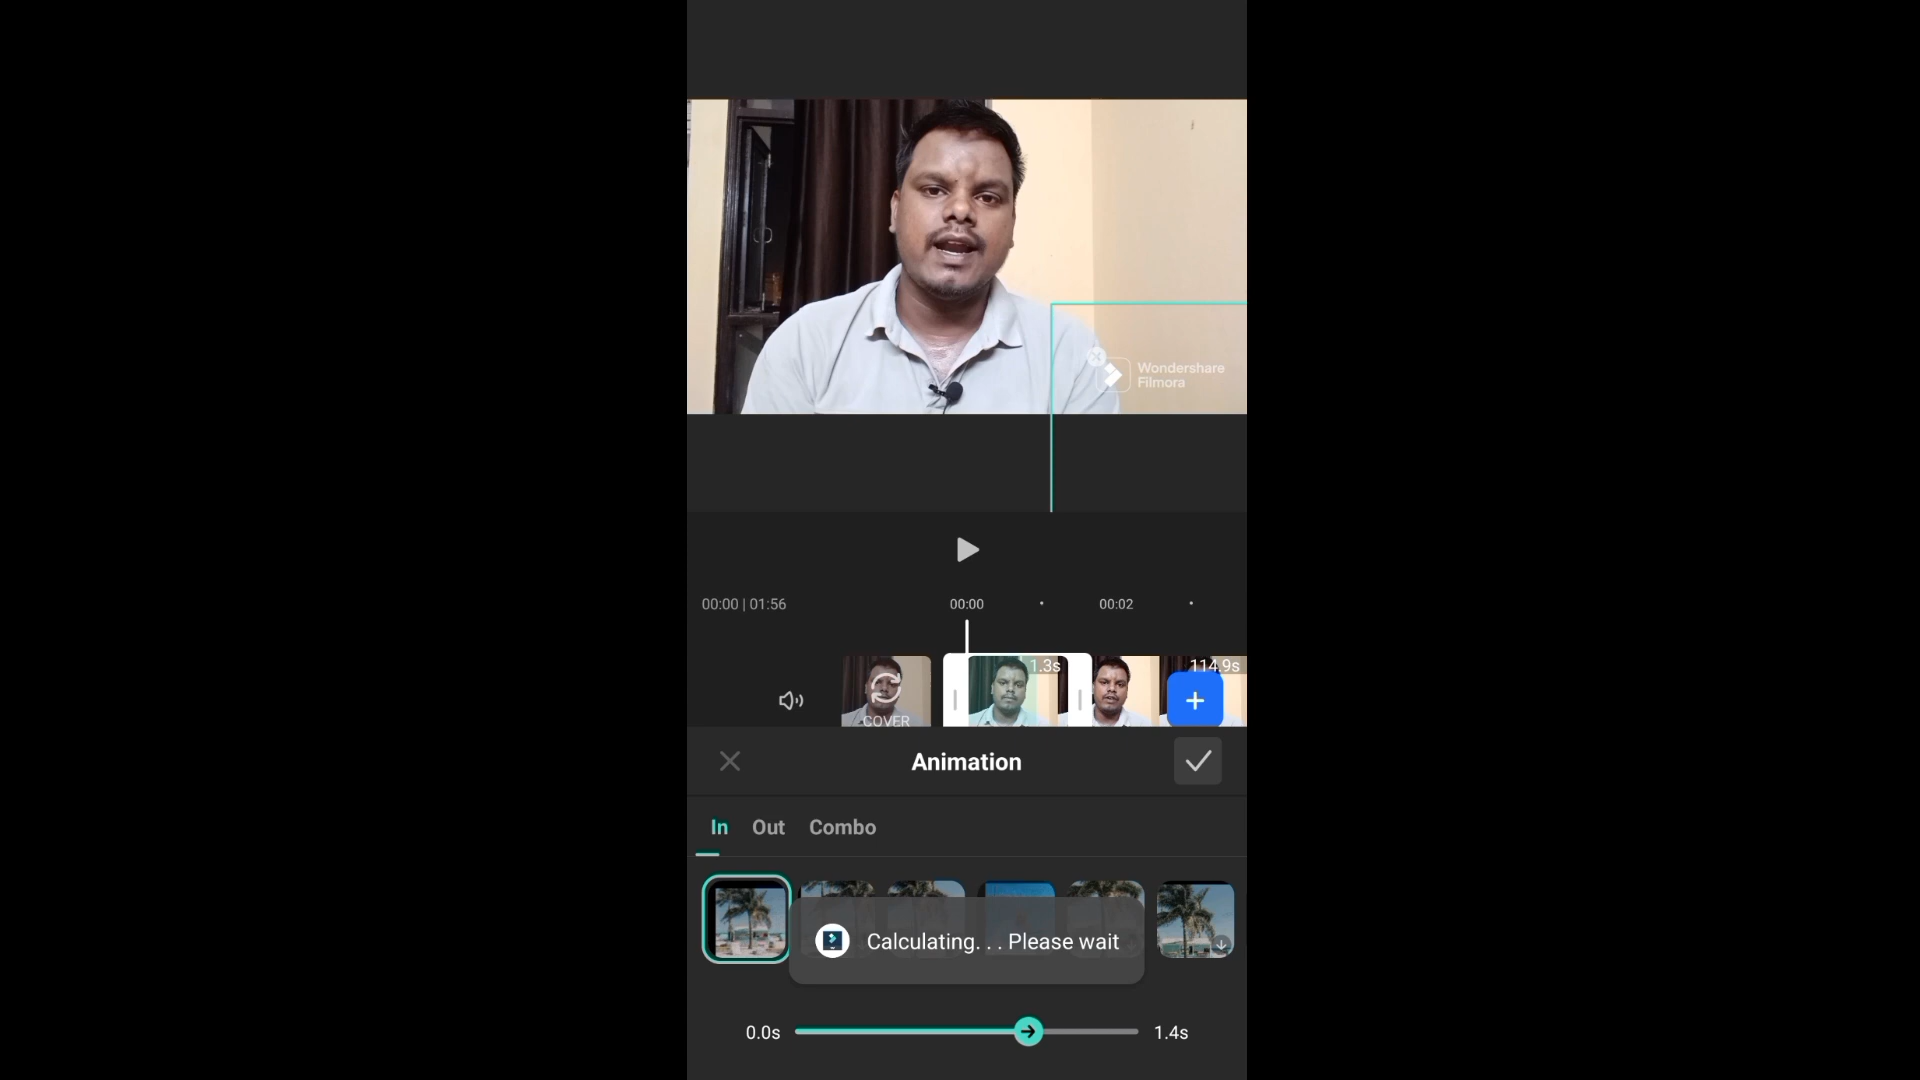 Wondershare
Filmora
00:00 | 01:56
00:00
00:02
1.3s
114.9s
COVER
Animation
In
Out
Combo
Calculating. . . Please wait
0.0s
1.4s